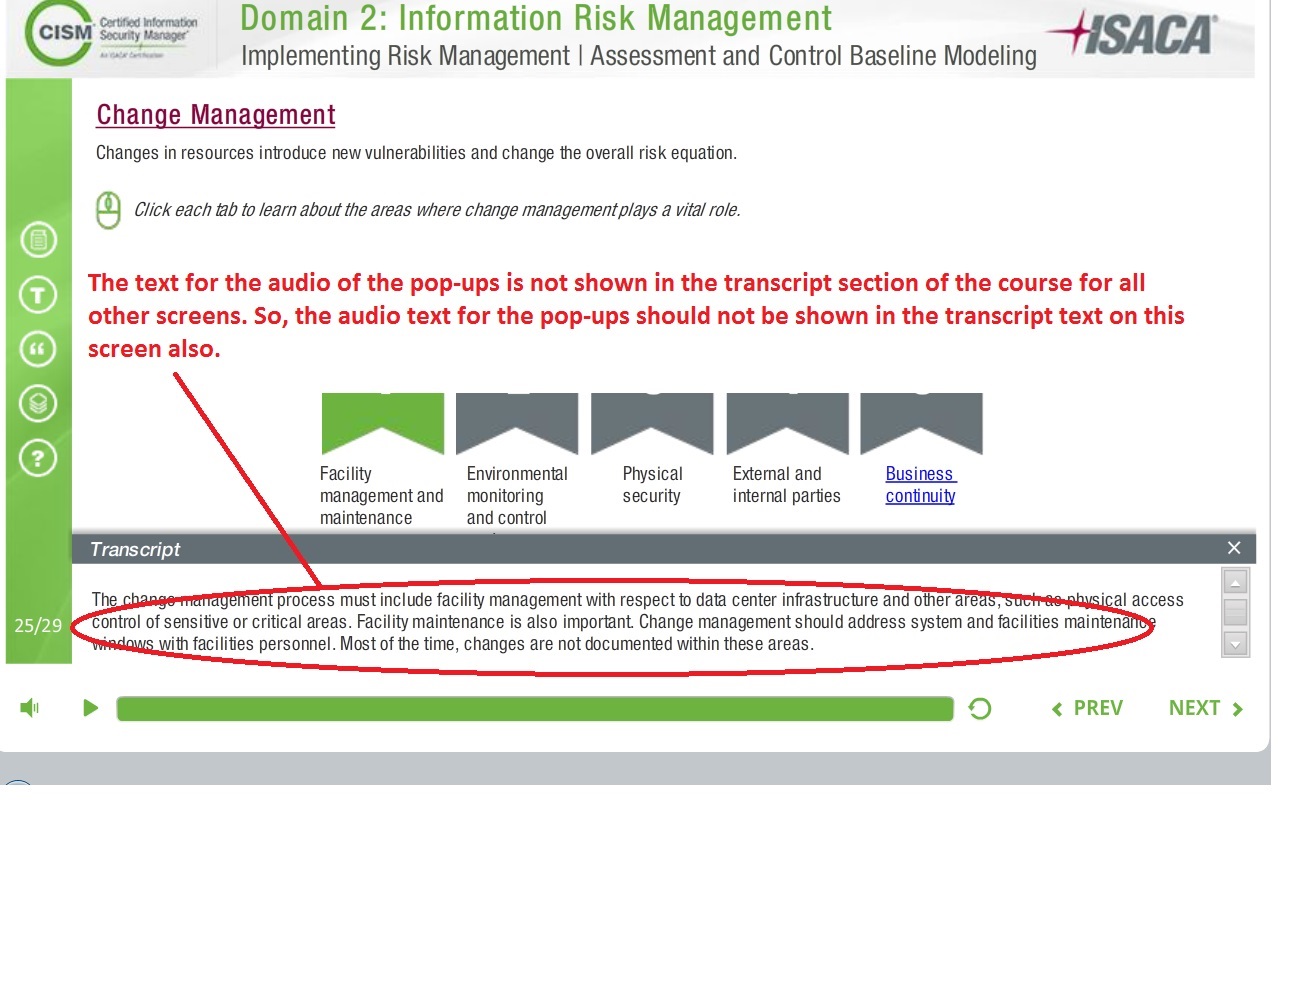 CISM Certified Information
Security Manager®
An ISACA® Certification
Domain 2: Information Risk Management
Implementing Risk Management | Assessment and Control Baseline Modeling
ISACA®
Change Management
Changes in resources introduce new vulnerabilities and change the overall risk equation.
Click each tab to learn about the areas where change management plays a vital role.
The text for the audio of the pop-ups is not shown in the transcript section of the course for all
other screens. So, the audio text for the pop-ups should not be shown in the transcript text on this
screen also.
T
“
?
Facility
management and
maintenance
Environmental
monitoring
and control
Physical
security
External and
internal parties
Business
continuity
Transcript
The change management process must include facility management with respect to data center infrastructure and other areas, such as physical access
control of sensitive or critical areas. Facility maintenance is also important. Change management should address system and facilities maintenance
windows with facilities personnel. Most of the time, changes are not documented within these areas.
25/29
PREV
NEXT